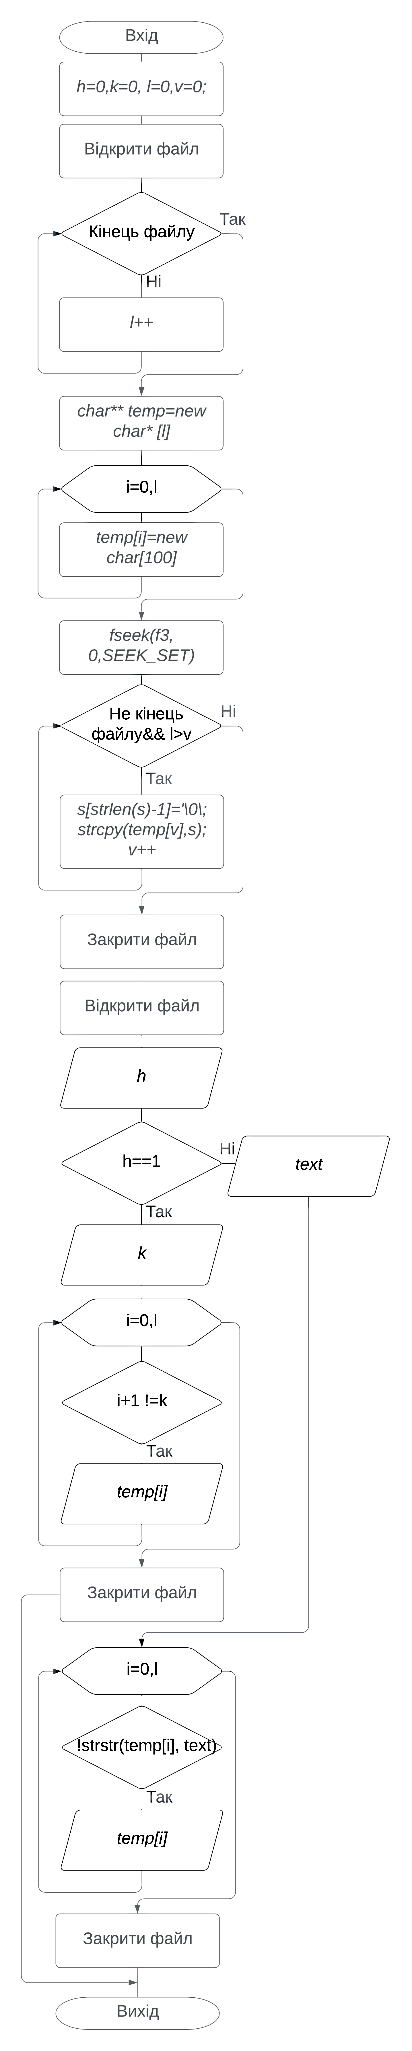 Вхід
h=0,k=0, l=0,v=0;
Відкрити файл
Кінець файлу
Так
Ні
l++
char** temp=new
char* [l]
i=0,l
temp[i]=new
char[100]
fseek(f3,
0,SEEK_SET)
Не кінець
файлу&& l>v
Ні
Так
s[strlen(s)-1]='\0\;
strcpy(temp[v],s);
v++
Закрити файл
Відкрити файл
h
h==1
Ні
text
Так
k
i=0,l
i+1 !=k
Так
temp[i]
Закрити файл
i=0,l
!strstr(temp[i], text)
Так
temp[i]
Закрити файл
Вихід